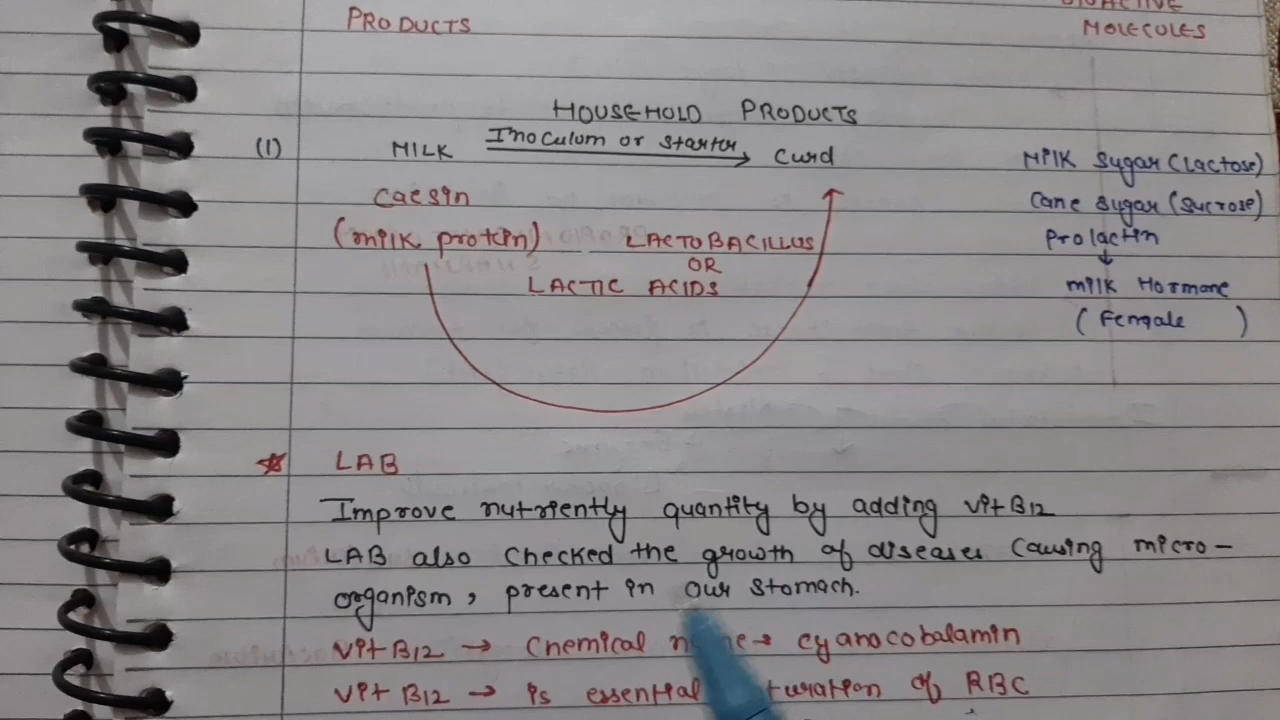 PRODUCTS
MOLECULES
HOUSEHOLD PRODUCTS
(1) MILK Inoculum or starter Curd
Caesin
(milk protein)
LACTOBACILLUS
OR
LACTIC ACIDS
Milk Sugar (Lactose)
Cane Sugar (Sucrose)
Prolactin
↓
milk Hormone
(Female)
LAB
Improve nutriently quantity by adding vit B12
LAB also checked the growth of diseases causing micro-
organism, present in our stomach.
Vit B12 → Chemical → cyanocobalamin
Vit B12 → is essential of RBC